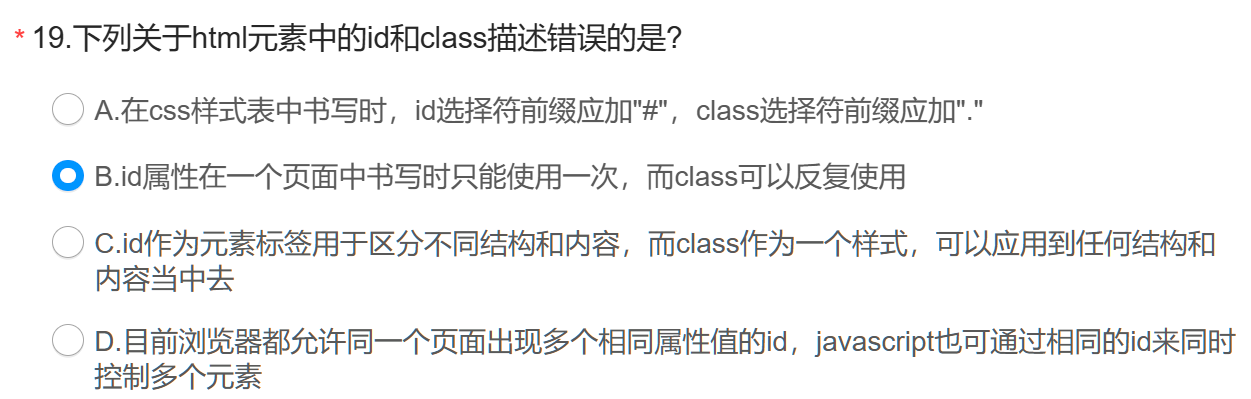 * 19.下列关于html元素中的id和class描述错误的是?
A.在css样式表中书写时，id选择符前缀应加"#"，class选择符前缀应加"."
B.id属性在一个页面中书写时只能使用一次，而class可以反复使用
C.id作为元素标签用于区分不同结构和内容，而class作为一个样式，可以应用到任何结构和
内容当中去
D.目前浏览器都允许同一个页面出现多个相同属性值的id，javascript也可通过相同的id来同时
控制多个元素